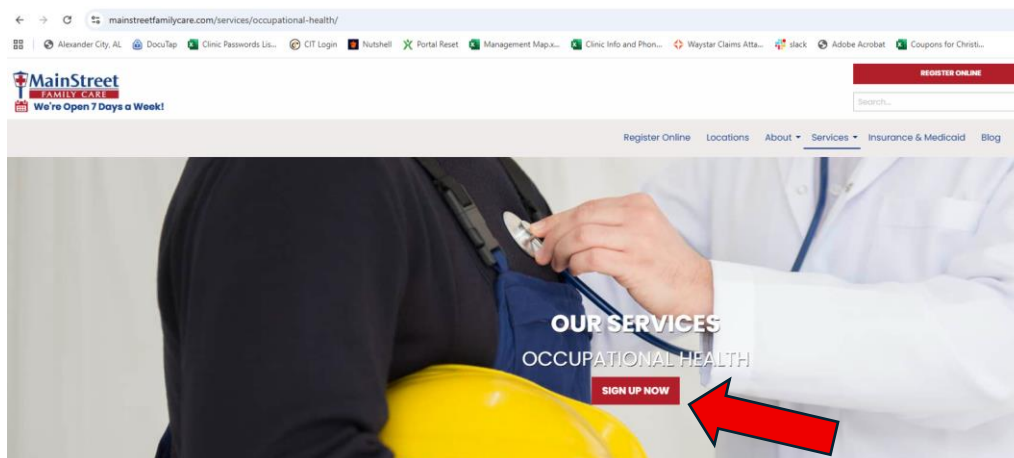 mainstreetfamilycare.com/services/occupational-health/
Alexander City, AL DocuTap Clinic Passwords Lis... CIT Login Nutshell Portal Reset Management Map.x... Clinic Info and Phon... Waystar Claims Atta... slack Adobe Acrobat Coupons for Christi...
MainStreet
FAMILY CARE
We're Open 7 Days a Week!
REGISTER ONLINE
Search...
Register Online Locations About Services Insurance & Medicaid Blog
OUR SERVICES
OCCUPATIONAL HEALTH
SIGN UP NOW